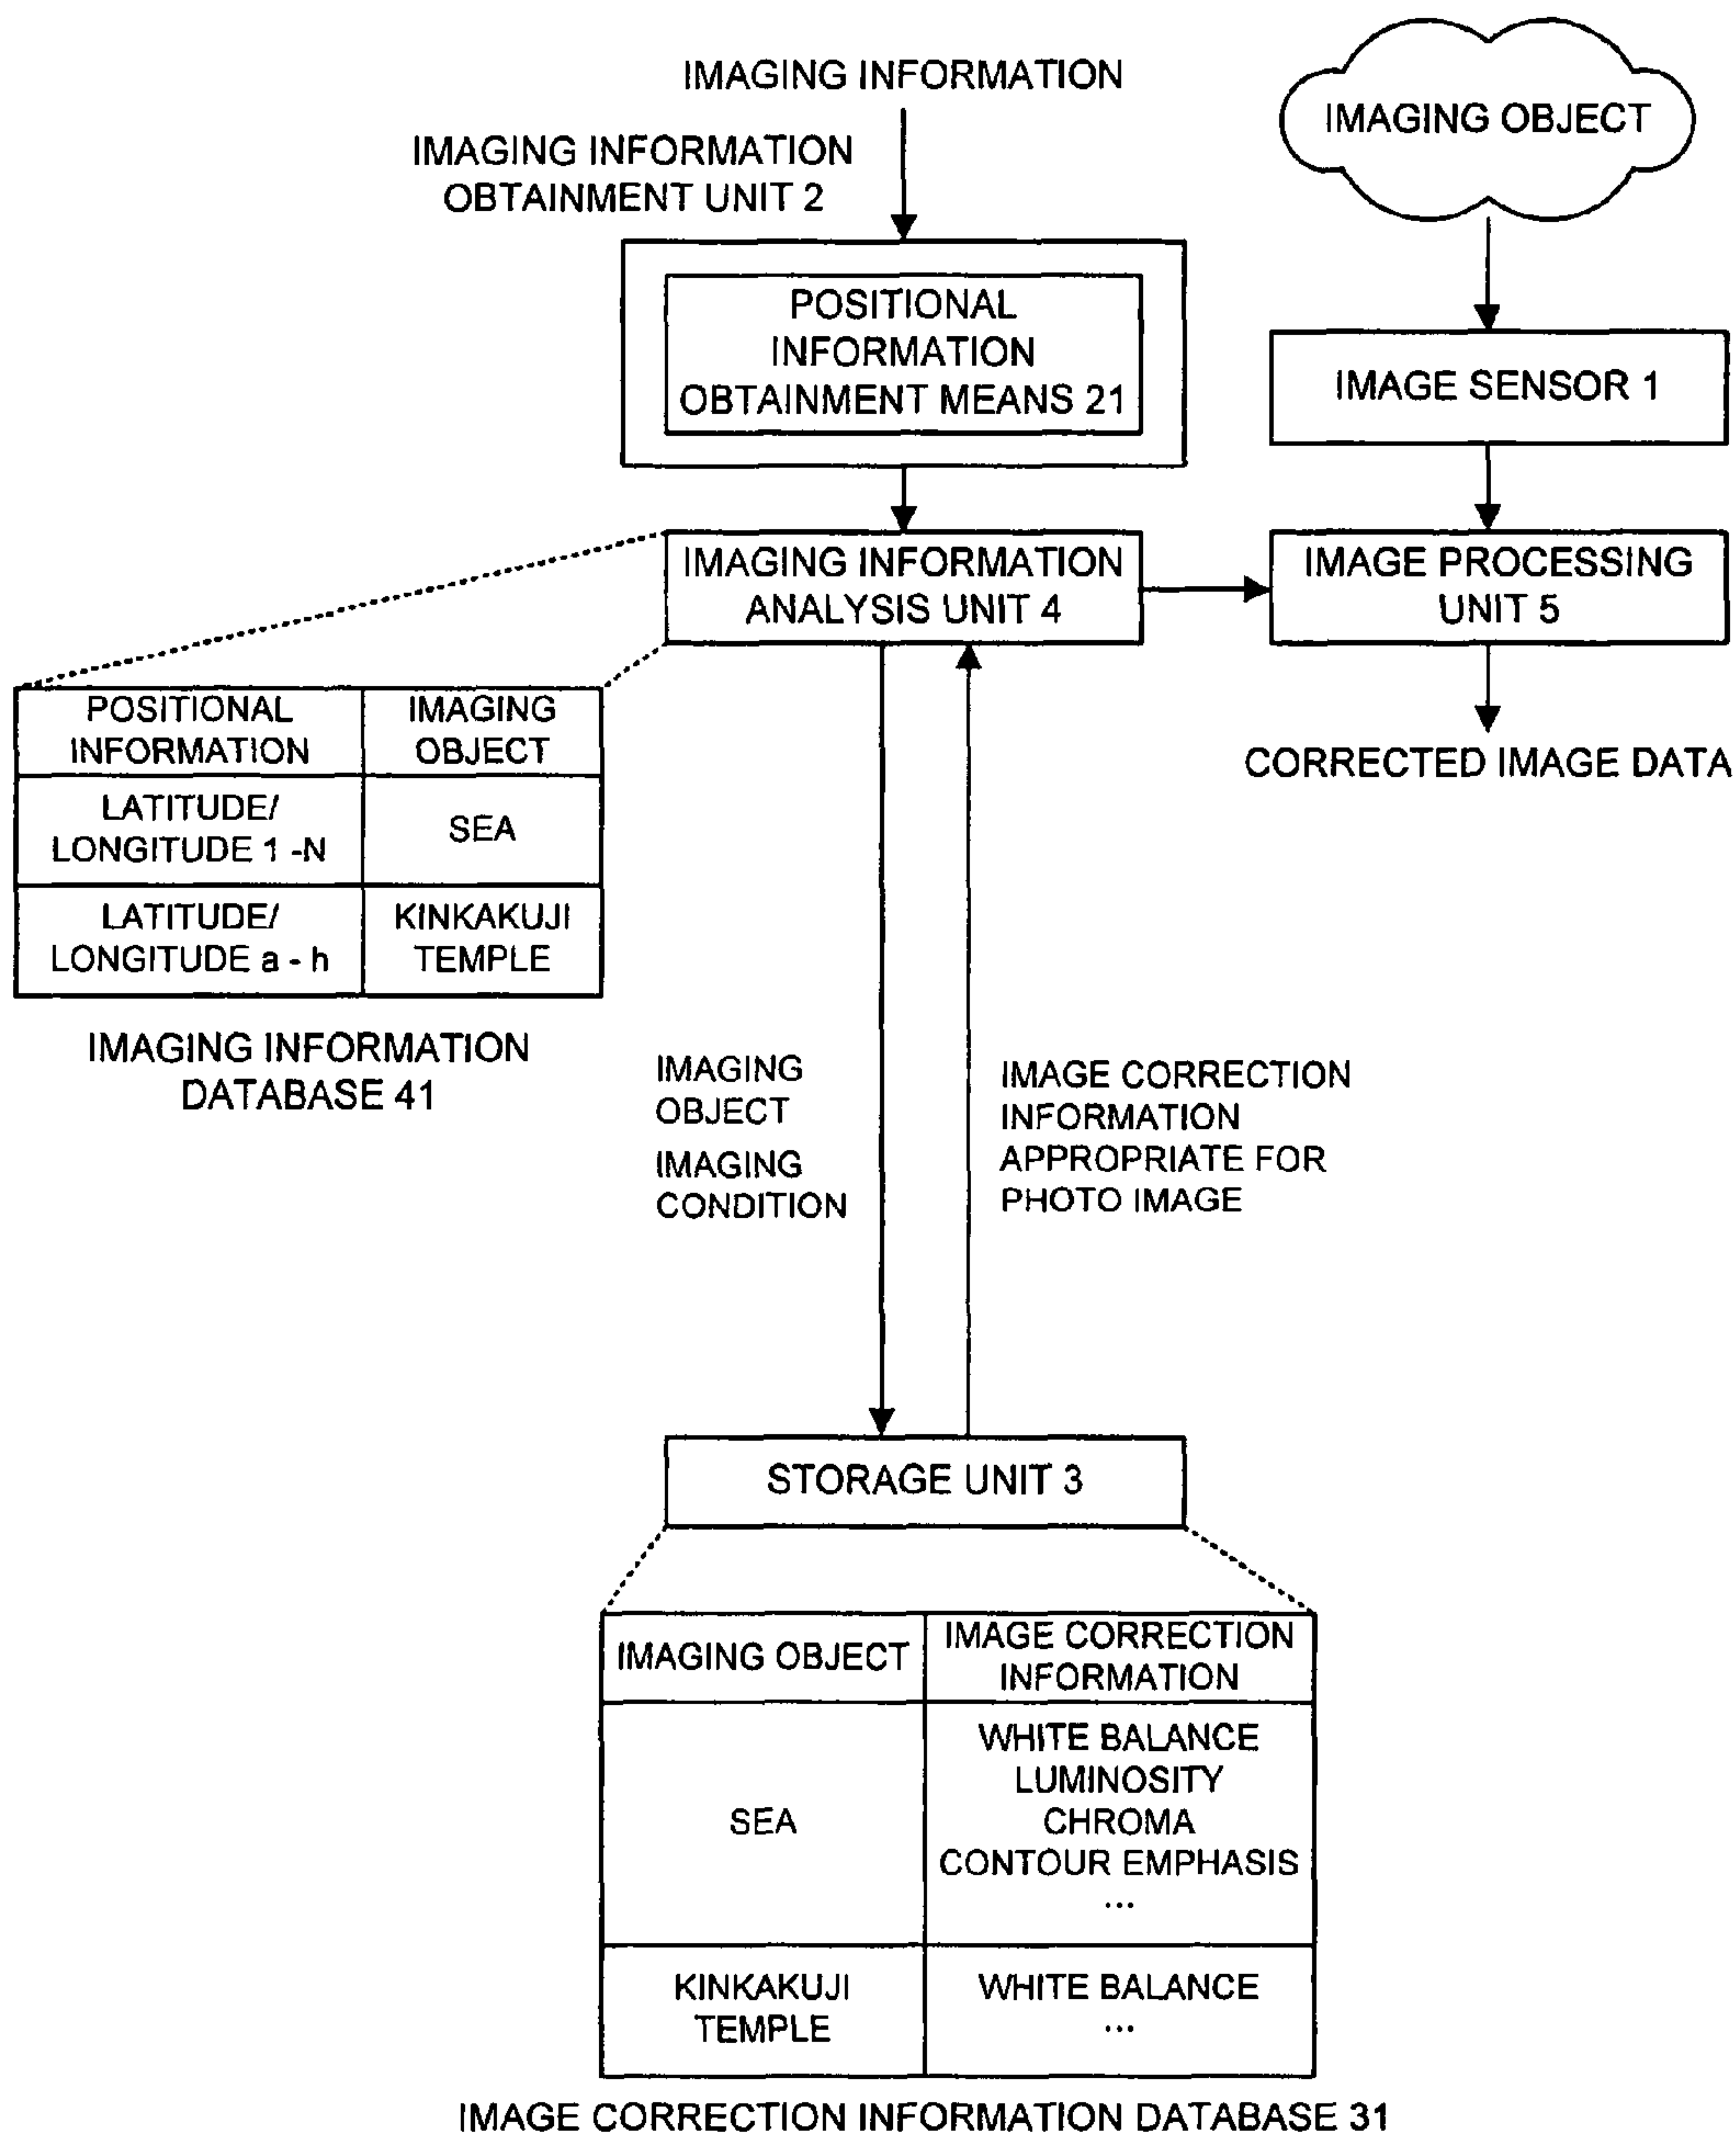 IMAGING INFORMATION
IMAGING OBJECT
IMAGING INFORMATION
OBTAINMENT UNIT 2
POSITIONAL
INFORMATION
OBTAINMENT MEANS 21
IMAGE SENSOR 1
IMAGING INFORMATION
ANALYSIS UNIT 4
IMAGE PROCESSING
UNIT 5
CORRECTED IMAGE DATA
POSITIONAL
INFORMATION
IMAGING
OBJECT
LATITUDE/
LONGITUDE 1 -N
SEA
LATITUDE/
LONGITUDE a - h
KINKAKUJI
TEMPLE
IMAGING INFORMATION
DATABASE 41
IMAGING
OBJECT
IMAGING
CONDITION
IMAGE CORRECTION
INFORMATION
APPROPRIATE FOR
PHOTO IMAGE
STORAGE UNIT 3
IMAGING OBJECT
IMAGE CORRECTION
INFORMATION
SEA
WHITE BALANCE
LUMINOSITY
CHROMA
CONTOUR EMPHASIS
...
KINKAKUJI
TEMPLE
WHITE BALANCE
...
IMAGE CORRECTION INFORMATION DATABASE 31